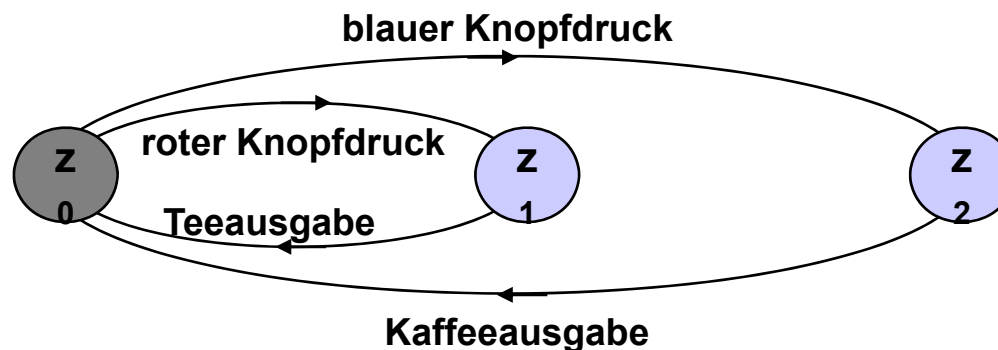 blauer Knopfdruck
roter Knopfdruck
z
0
z
1
z
2
Teeausgabe
Kaffeeausgabe